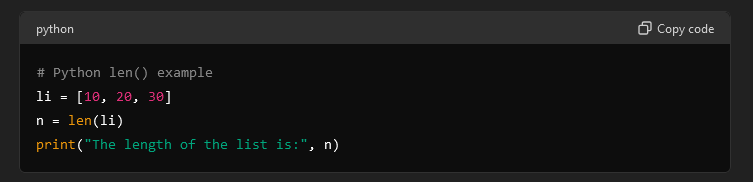 python
Copy code
# Python len() example
li = [10, 20, 30]
n = len(li)
print("The length of the list is:", n)